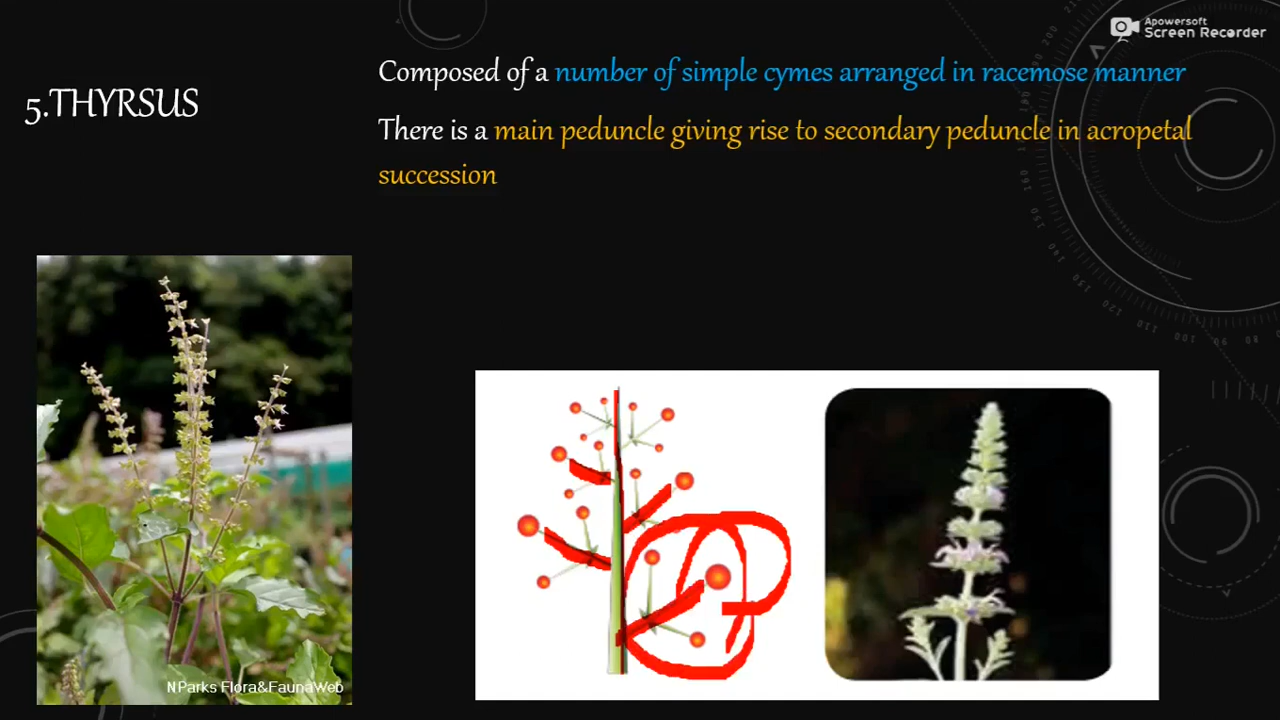 Apowersoft
Screen Recorder
5.THYRSUS
Composed of a number of simple cymes arranged in racemose manner
There is a main peduncle giving rise to secondary peduncle in acropetal
succession
NParks Flora&FaunaWeb